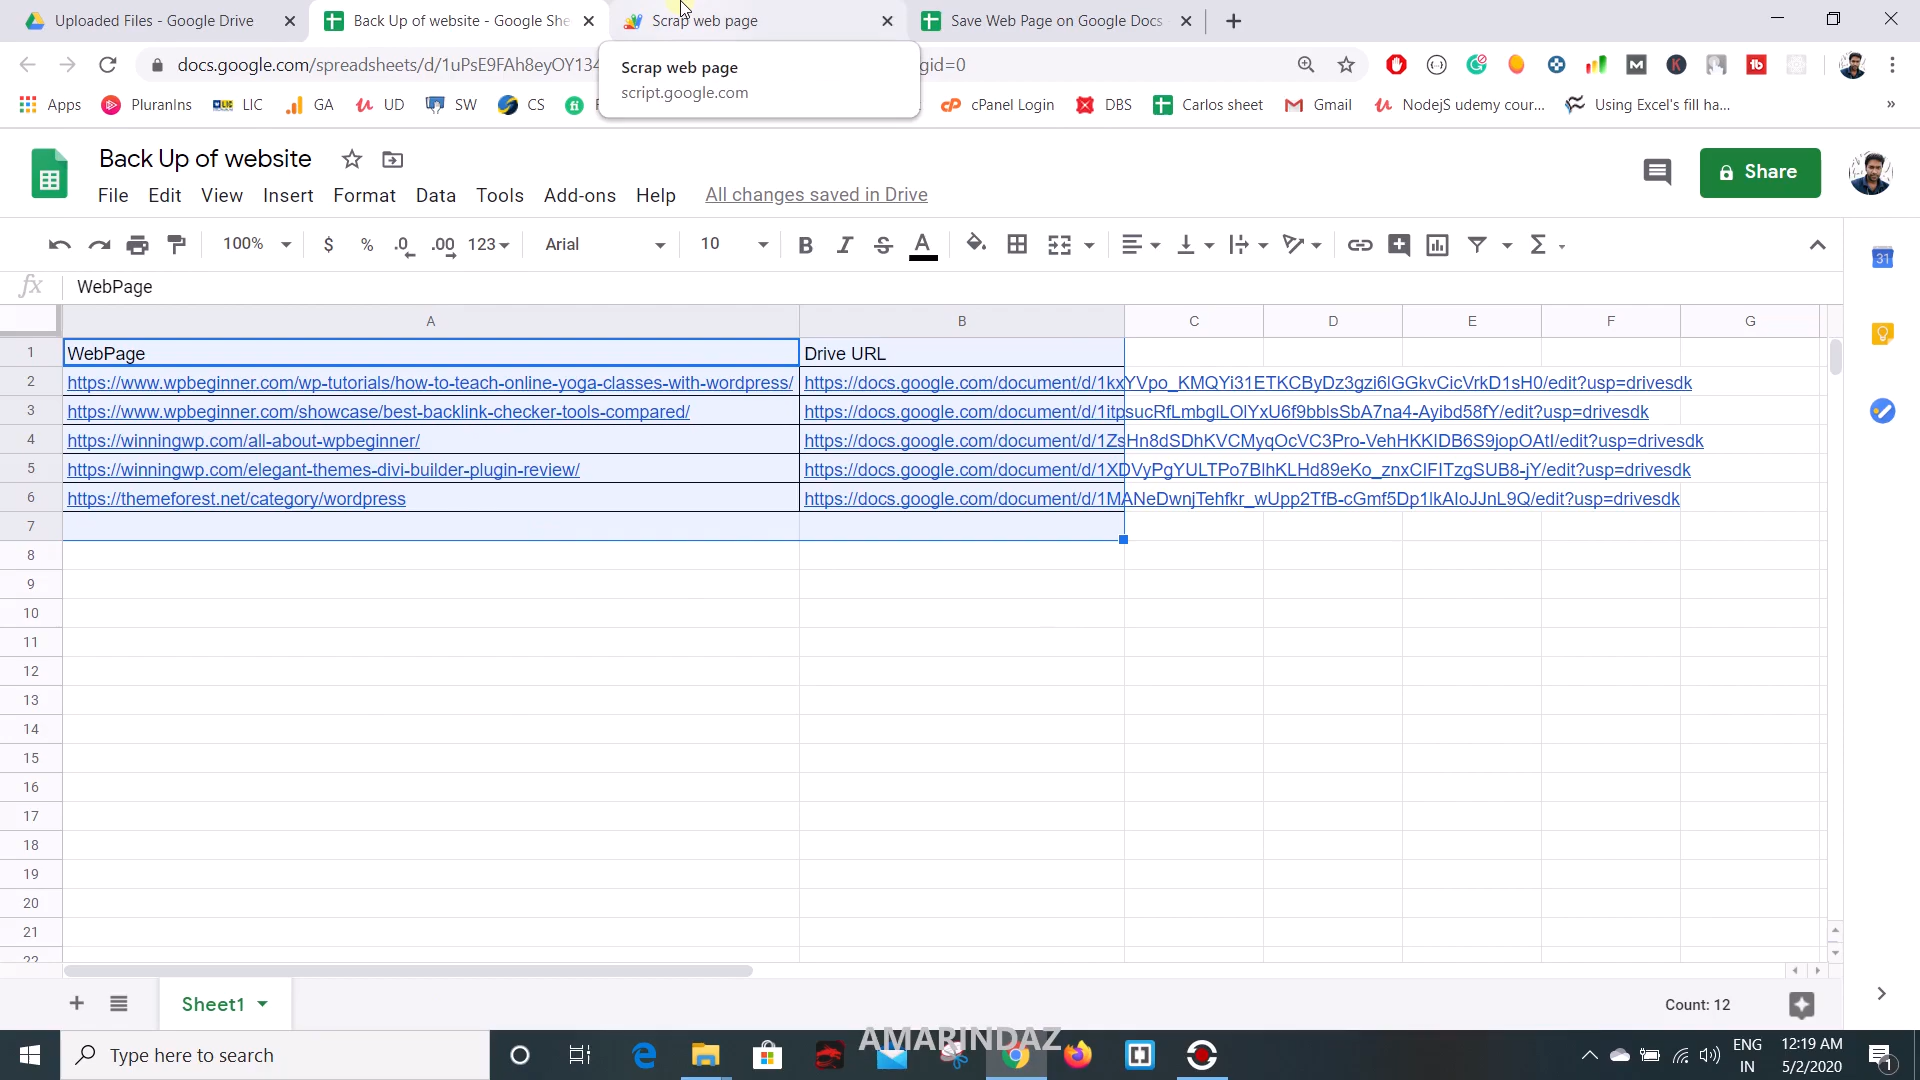 Uploaded Files - Google Drive
Back Up of website - Google She
Scrap web page
Save Web Page on Google Docs
docs.google.com/spreadsheets/d/1uPsE9FAh8eyOY134
gid=0
Scrap web page
script.google.com
Apps
PluranIns
LIC
GA
UD
SW
CS
cPanel Login
DBS
Carlos sheet
Gmail
NodejS udemy cour...
Using Excel's fill ha...
Back Up of website
File Edit View Insert Format Data Tools Add-ons Help
All changes saved in Drive
Share
100%
$ % .0 .00 123
Arial
10
B I S A
31
fx
WebPage
A B C D E F G
1 WebPage Drive URL
2 https://www.wpbeginner.com/wp-tutorials/how-to-teach-online-yoga-classes-with-wordpress/ https://docs.google.com/document/d/1kxYVpo_KMQYi31ETKCByDz3gzi6lGGkvCicVrkD1sH0/edit?usp=drivesdk
3 https://www.wpbeginner.com/showcase/best-backlink-checker-tools-compared/ https://docs.google.com/document/d/1itpsucRfLmbglLOlYxU6f9bblsSbA7na4-Ayibd58fY/edit?usp=drivesdk
4 https://winningwp.com/all-about-wpbeginner/ https://docs.google.com/document/d/1ZsHn8dSDhKVCMyqOcVC3Pro-VehHKKIDB6S9jopOAtI/edit?usp=drivesdk
5 https://winningwp.com/elegant-themes-divi-builder-plugin-review/ https://docs.google.com/document/d/1XDVyPgYULTPo7BlhKLHd89eKo_znxCIFITzgSUB8-jY/edit?usp=drivesdk
6 https://themeforest.net/category/wordpress https://docs.google.com/document/d/1MANeDwnjTehfkr_wUpp2TfB-cGmf5Dp1lkAIoJJnL9Q/edit?usp=drivesdk
7
8
9
10
11
12
13
14
15
16
17
18
19
20
21
22
Sheet1
Count: 12
AMARINDAZ
Type here to search
ENG
IN
12:19 AM
5/2/2020
1